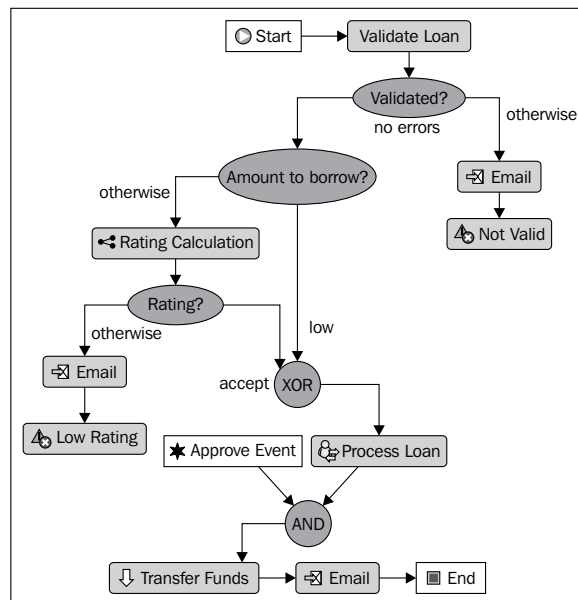 Start
Validate Loan
Validated?
no errors
otherwise
Amount to borrow?
Email
otherwise
Not Valid
Rating Calculation
Rating?
otherwise
low
Email
accept
XOR
Low Rating
Approve Event
Process Loan
AND
Transfer Funds
Email
End